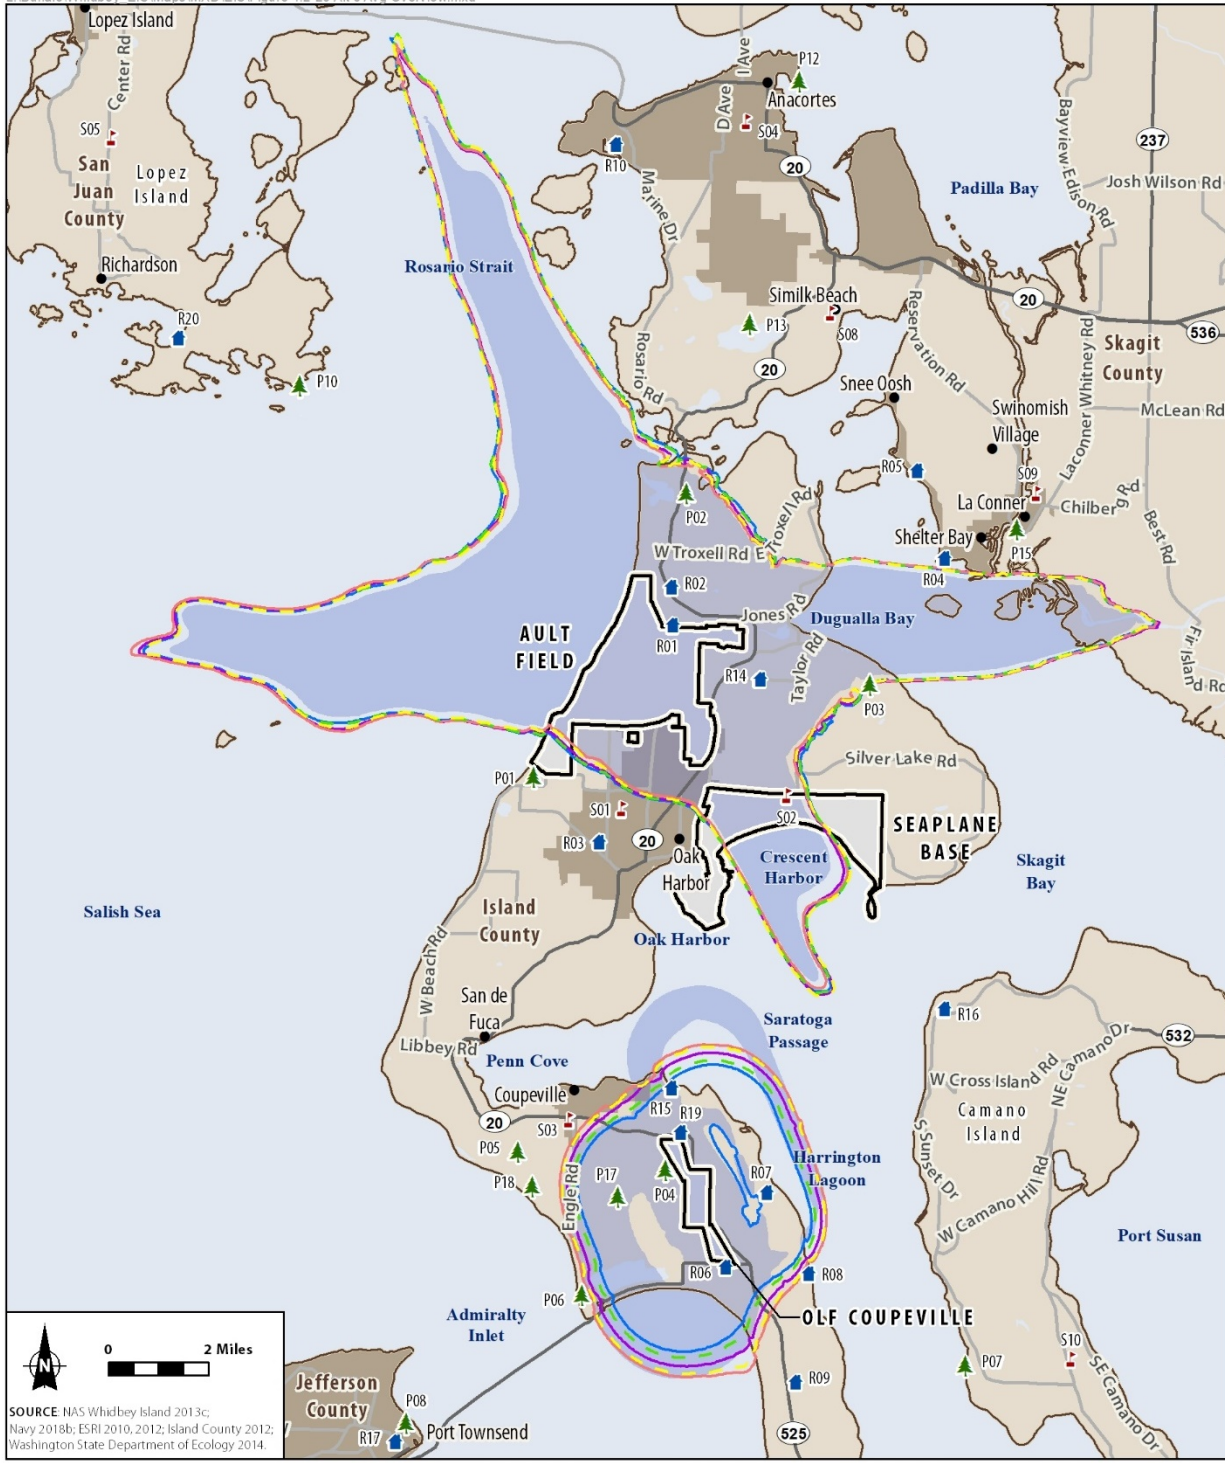 Lopez Island
Center Rd
S05
San
Juan
County
Lopez
Island
Richardson
R20
P10
Rosario Strait
I Ave
D Ave
P12
Anacortes
S04
R10
Marine Dr
20
237
Bayview Edison Rd
Padilla Bay
Josh Wilson Rd
Similk Beach
P13
S08
20
Rosario Rd
20
536
Reservation Rd
Skagit
County
Snee Oosh
Swinomish
Village
Laconner Whitney Rd
McLean Rd
R05
S09
La Conner
Chilberg Rd
Best Rd
Shelter Bay
P15
R04
P02
W Troxell Rd
E Troxell Rd
R02
Jones Rd
Dugualla Bay
AULT
FIELD
R01
R14
Taylor Rd
Fir Island Rd
P03
P01
Silver Lake Rd
S01
S02
R03
20
Oak
Harbor
Crescent
Harbor
SEAPLANE
BASE
Skagit
Bay
Salish Sea
Island
County
Oak Harbor
W Beach Rd
San de
Fuca
Libbey Rd
Penn Cove
Saratoga
Passage
R16
NE Camano Dr
532
W Cross Island Rd
Camano
Island
S Sunset Dr
W Camano Hill Rd
Coupeville
20
S03
R15
R19
P05
P18
Engle Rd
P17
P04
R07
Harrington
Lagoon
Port Susan
R06
R08
P06
Admiralty
Inlet
OLF COUPEVILLE
P07
S10
SE Camano Dr
R09
525
N
0 2 Miles
Jefferson
County
P08
Port Townsend
R17
SOURCE: NAS Whidbey Island 2013c;
Navy 2018b; ESRI 2010, 2012; Island County 2012;
Washington State Department of Ecology 2014.